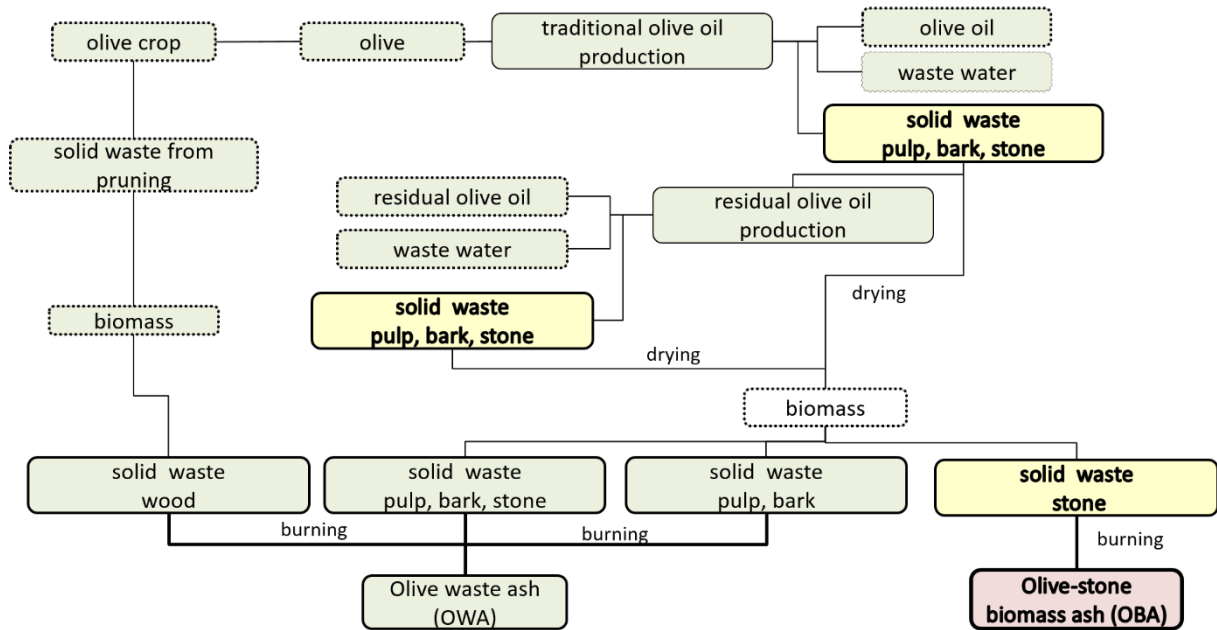 olive crop
olive
traditional olive oil
production
olive oil
waste water
solid waste
pulp, bark, stone
solid waste from
pruning
residual olive oil
waste water
residual olive oil
production
drying
solid waste
pulp, bark, stone
biomass
drying
biomass
solid waste
wood
solid waste
pulp, bark, stone
solid waste
pulp, bark
solid waste
stone
burning
burning
burning
Olive waste ash
(OWA)
Olive-stone
biomass ash (OBA)